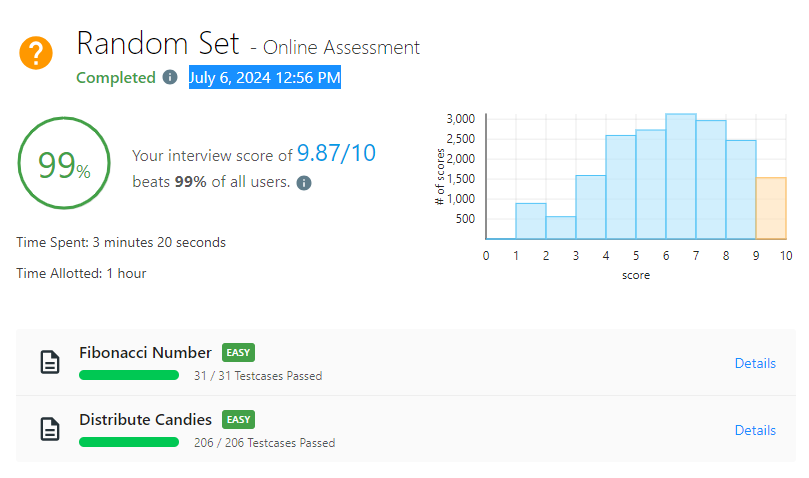 Random Set - Online Assessment
Completed July 6, 2024 12:56 PM
99%
Your interview score of 9.87/10
beats 99% of all users.
Time Spent: 3 minutes 20 seconds
Time Allotted: 1 hour
# of scores
3,000
2,500
2,000
1,500
1,000
500
0 1 2 3 4 5 6 7 8 9 10
score
Fibonacci Number EASY
31 / 31 Testcases Passed
Details
Distribute Candies EASY
206 / 206 Testcases Passed
Details